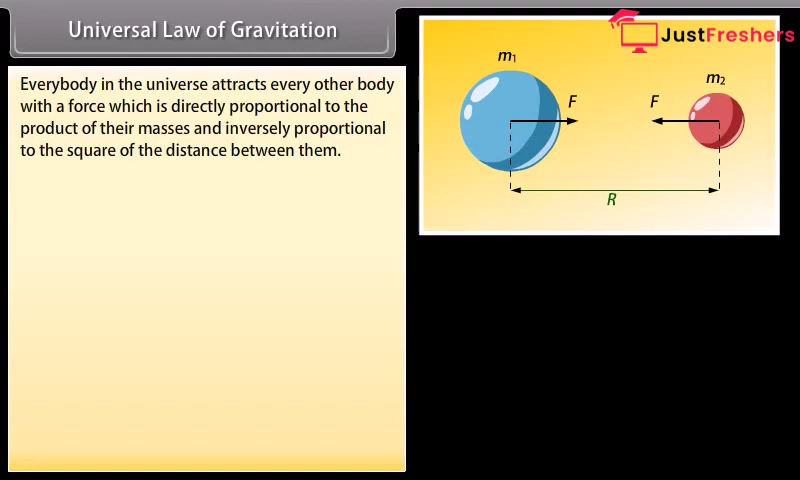 Universal Law of Gravitation
JustFreshers
Everybody in the universe attracts every other body
with a force which is directly proportional to the
product of their masses and inversely proportional
to the square of the distance between them.
m₁
m₂
F
F
R